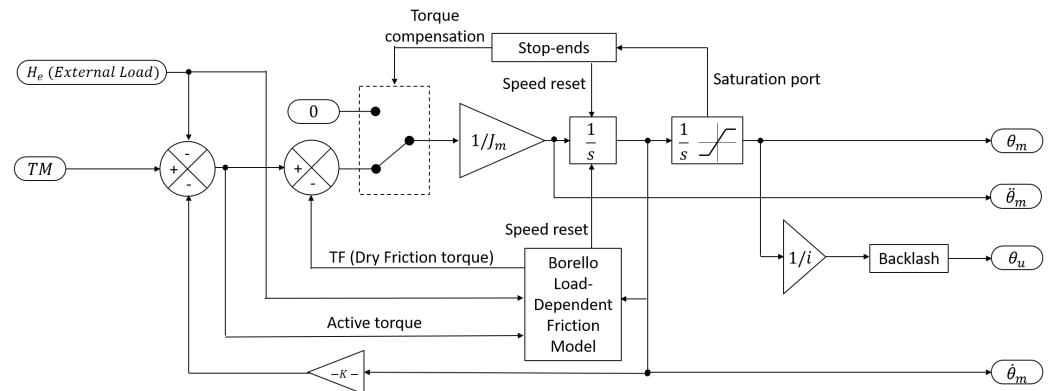 Torque
compensation
Stop-ends
H_e (External Load)
Speed reset
Saturation port
0
1/J_m
1
s
1
s
θ_m
-
+
-
TM
+
-
θ̈_m
Speed reset
TF (Dry Friction torque)
Borello
Load-
Dependent
Friction
Model
1/i
Backlash
θ_u
Active torque
-K-
θ̇_m